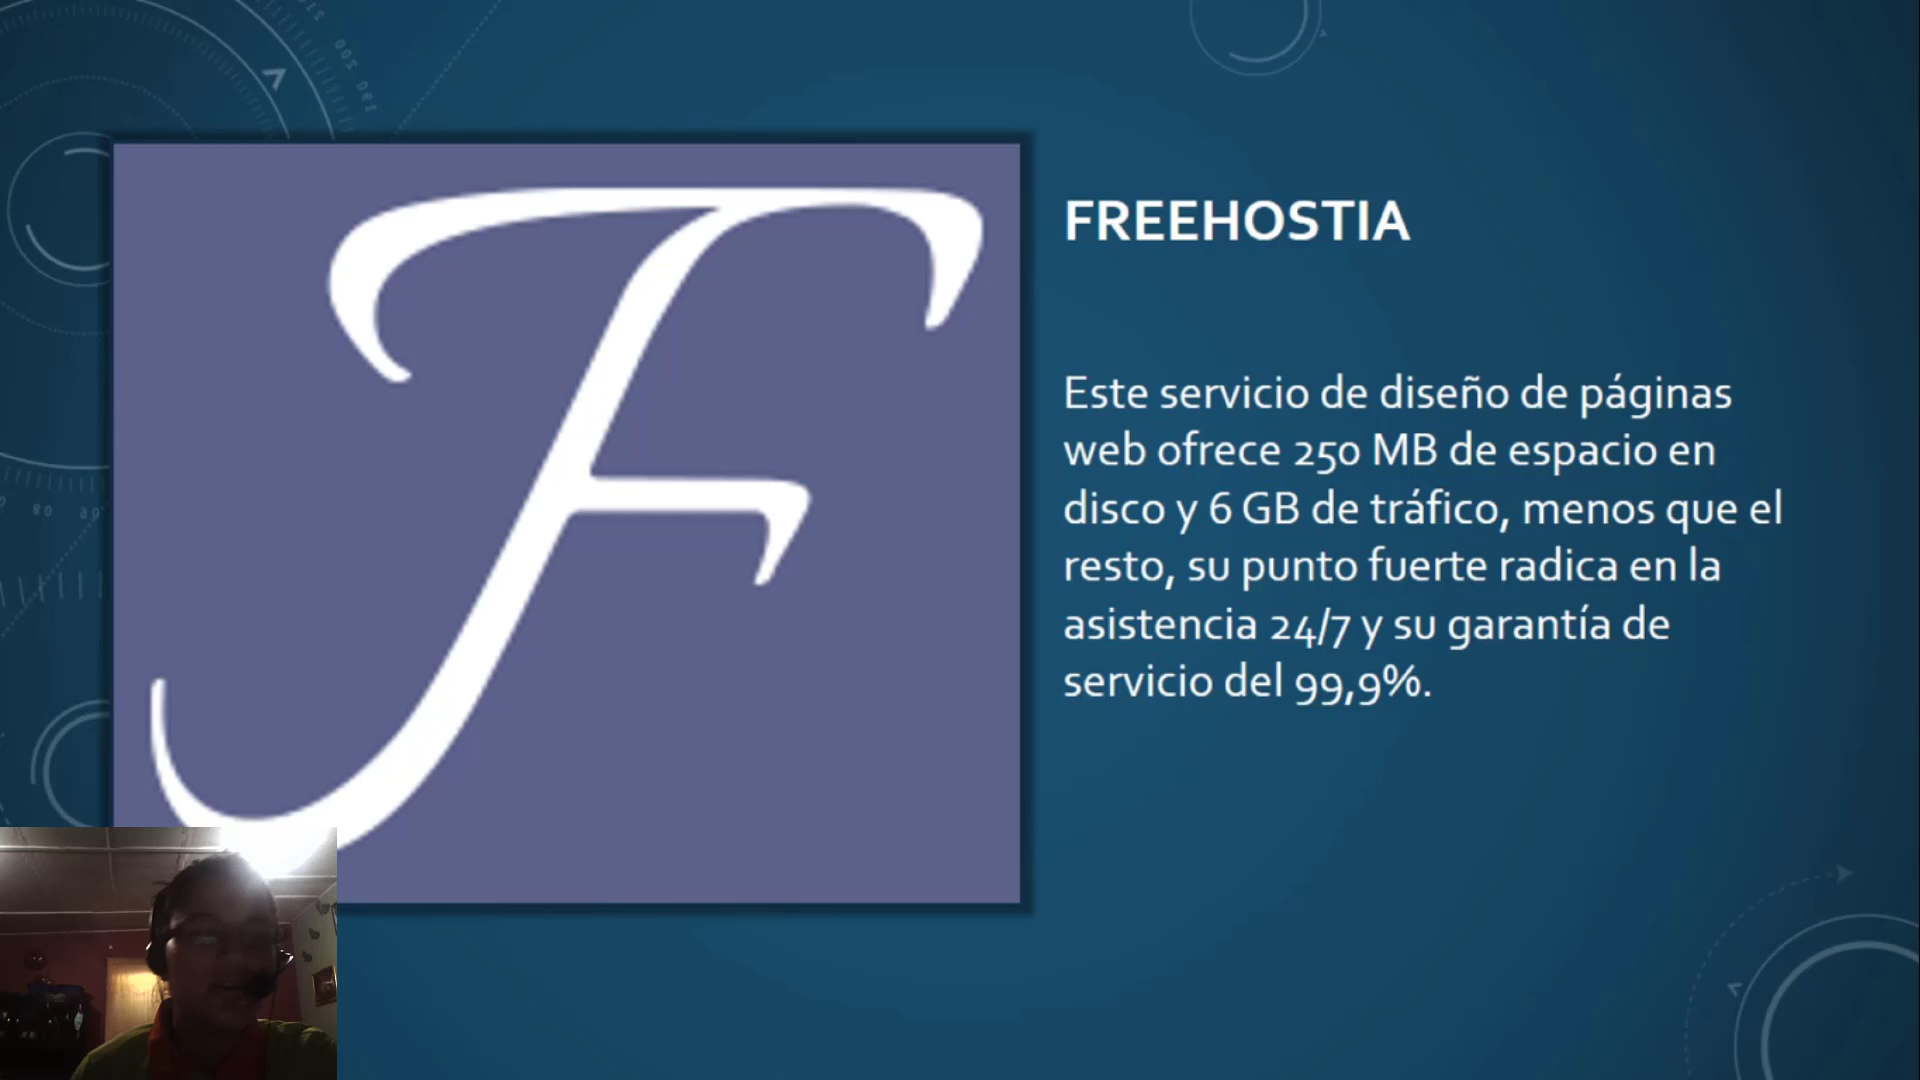 FREEHOSTIA
Este servicio de diseño de páginas
web ofrece 250 MB de espacio en
disco y 6 GB de tráfico, menos que el
resto, su punto fuerte radica en la
asistencia 24/7 y su garantía de
servicio del 99,9%.